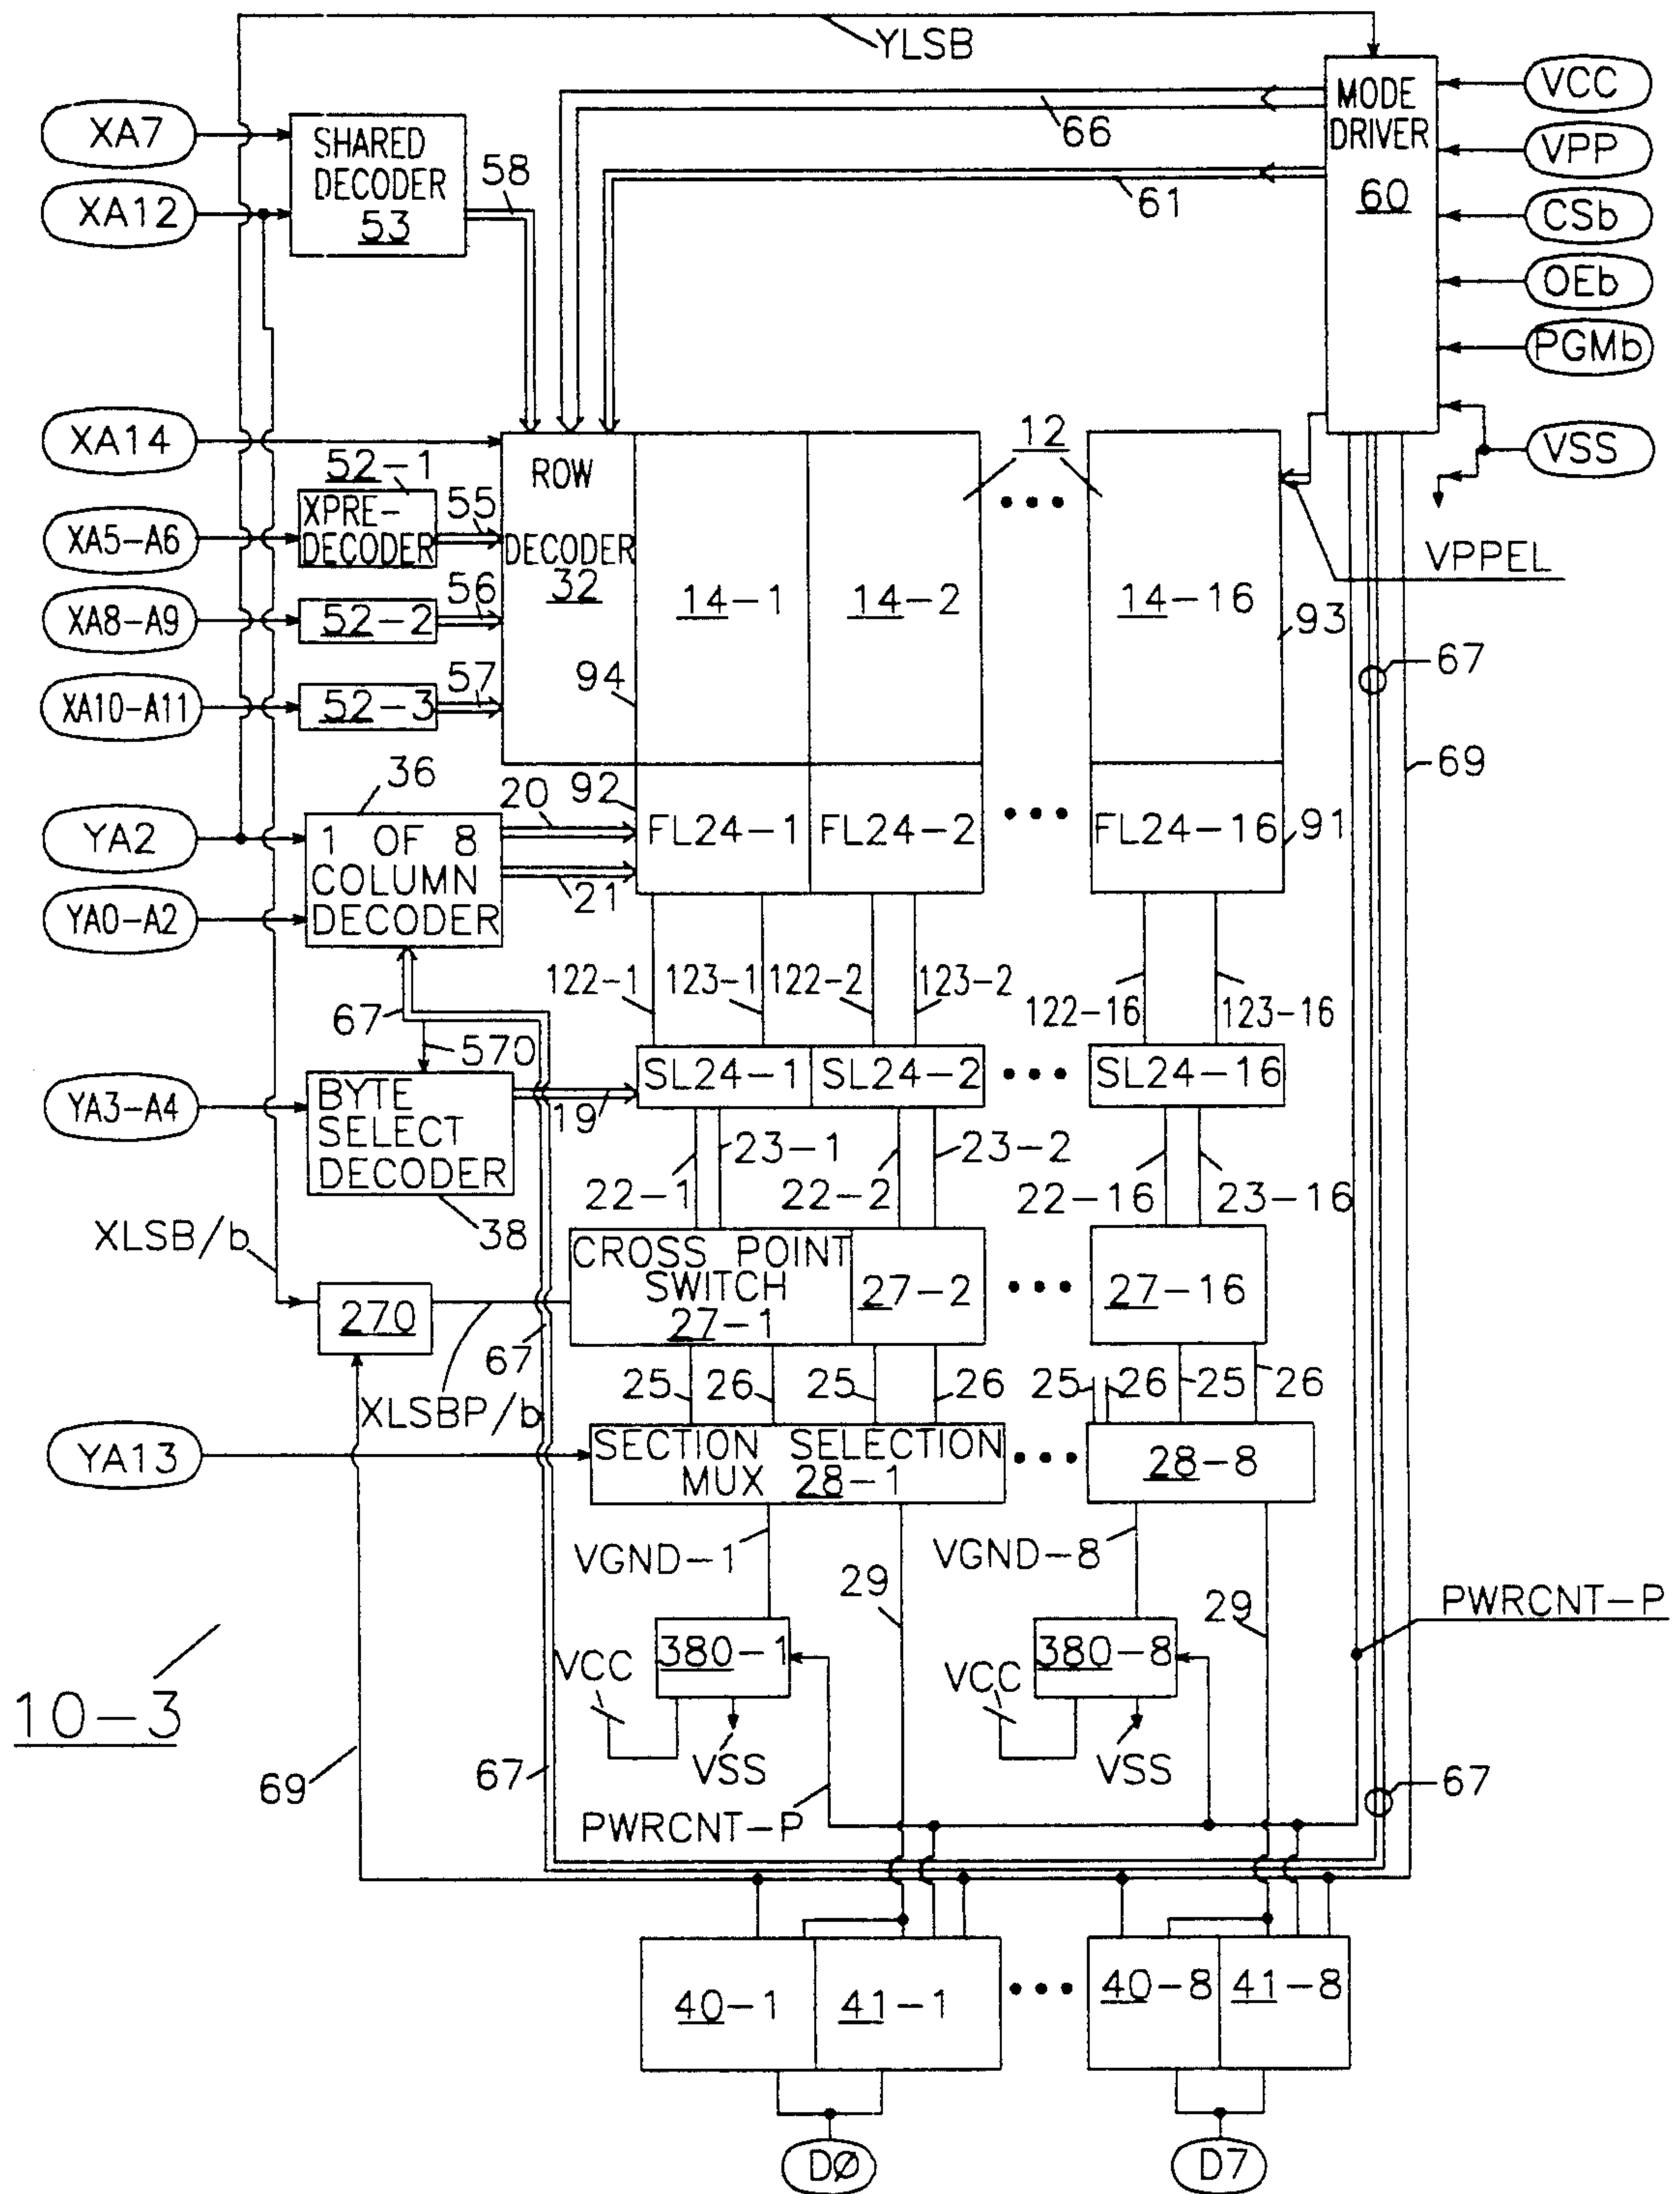 YLSB
XA7
XA12
SHARED
DECODER
53
58
66
61
MODE
DRIVER
60
VCC
VPP
CSb
OEb
PGMb
VSS
XA14
52-1
XPRE-
DECODER
55
XA5-A6
XA8-A9
52-2
56
XA10-A11
52-3
57
ROW
DECODER
32
94
14-1
14-2
12
14-16
93
VPPEL
67
69
36
YA2
YA0-A2
1 OF 8
COLUMN
DECODER
20
21
92
FL24-1
FL24-2
FL24-16
91
122-1
123-1
122-2
123-2
122-16
123-16
67
570
YA3-A4
BYTE
SELECT
DECODER
38
19
SL24-1
SL24-2
SL24-16
22-1
23-1
22-2
23-2
22-16
23-16
XLSB/b
270
XLSBP/b
67
CROSS POINT
SWITCH
27-1
27-2
27-16
25
26
25
26
25
26
25
26
YA13
SECTION SELECTION
MUX 28-1
28-8
VGND-1
VGND-8
29
29
PWRCNT-P
380-1
380-8
VCC
VSS
VCC
VSS
10-3
69
67
PWRCNT-P
67
40-1
41-1
40-8
41-8
DØ
D7